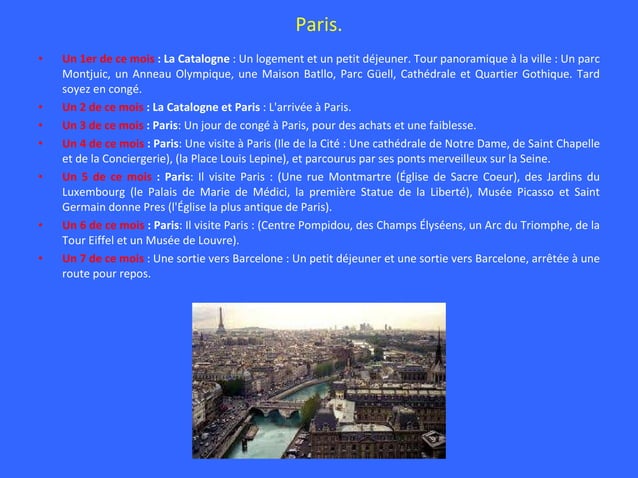 Paris.
• Un 1er de ce mois : La Catalogne : Un logement et un petit déjeuner. Tour panoramique à la ville : Un parc
Montjuic, un Anneau Olympique, une Maison Batllo, Parc Güell, Cathédrale et Quartier Gothique. Tard
soyez en congé.
• Un 2 de ce mois : La Catalogne et Paris : L'arrivée à Paris.
• Un 3 de ce mois : Paris: Un jour de congé à Paris, pour des achats et une faiblesse.
• Un 4 de ce mois : Paris: Une visite à Paris (Ile de la Cité : Une cathédrale de Notre Dame, de Saint Chapelle
et de la Conciergerie), (la Place Louis Lepine), et parcourus par ses ponts merveilleux sur la Seine.
• Un 5 de ce mois : Paris: Il visite Paris : (Une rue Montmartre (Église de Sacre Coeur), des Jardins du
Luxembourg (le Palais de Marie de Médici, la première Statue de la Liberté), Musée Picasso et Saint
Germain donne Pres (l'Église la plus antique de Paris).
• Un 6 de ce mois : Paris: Il visite Paris : (Centre Pompidou, des Champs Élyséens, un Arc du Triomphe, de la
Tour Eiffel et un Musée de Louvre).
• Un 7 de ce mois : Une sortie vers Barcelone : Un petit déjeuner et une sortie vers Barcelone, arrêtée à une
route pour repos.